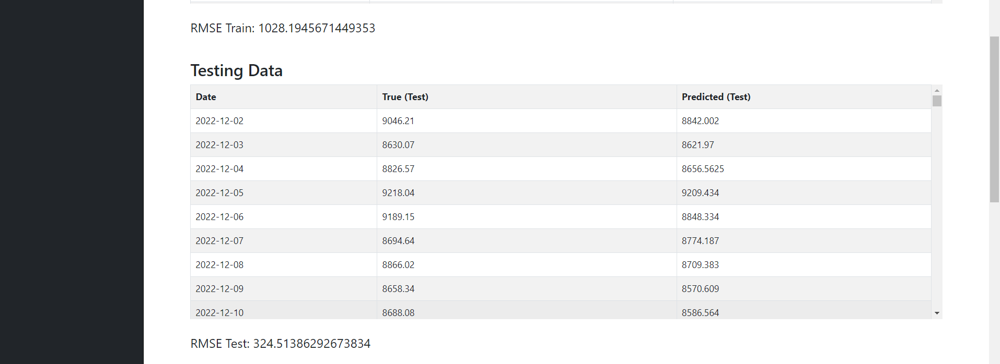 RMSE Train: 1028.1945671449353
Testing Data
Date True (Test) Predicted (Test)
2022-12-02 9046.21 8842.002
2022-12-03 8630.07 8621.97
2022-12-04 8826.57 8656.5625
2022-12-05 9218.04 9209.434
2022-12-06 9189.15 8848.334
2022-12-07 8694.64 8774.187
2022-12-08 8866.02 8709.383
2022-12-09 8658.34 8570.609
2022-12-10 8688.08 8586.564
RMSE Test: 324.51386292673834